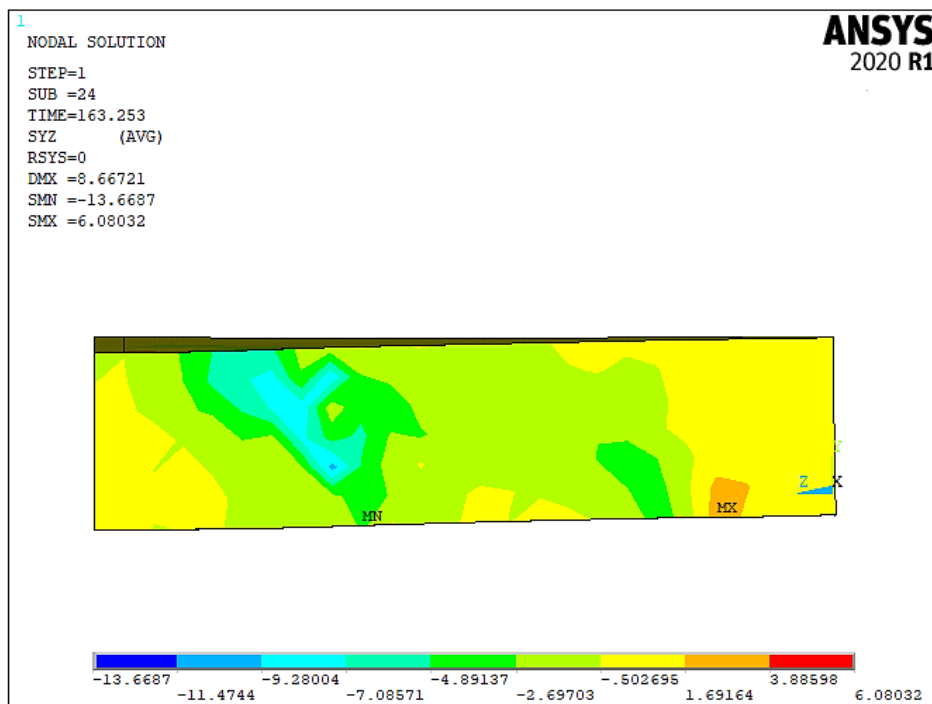 1
NODAL SOLUTION
ANSYS
2020 R1
STEP=1
SUB =24
TIME=163.253
SYZ (AVG)
RSYS=0
DMX =8.66721
SMN =-13.6687
SMX =6.08032
Y
Z X
MN
MX
-13.6687 -9.28004 -4.89137 -.502695 3.88598
-11.4744 -7.08571 -2.69703 1.69164 6.08032